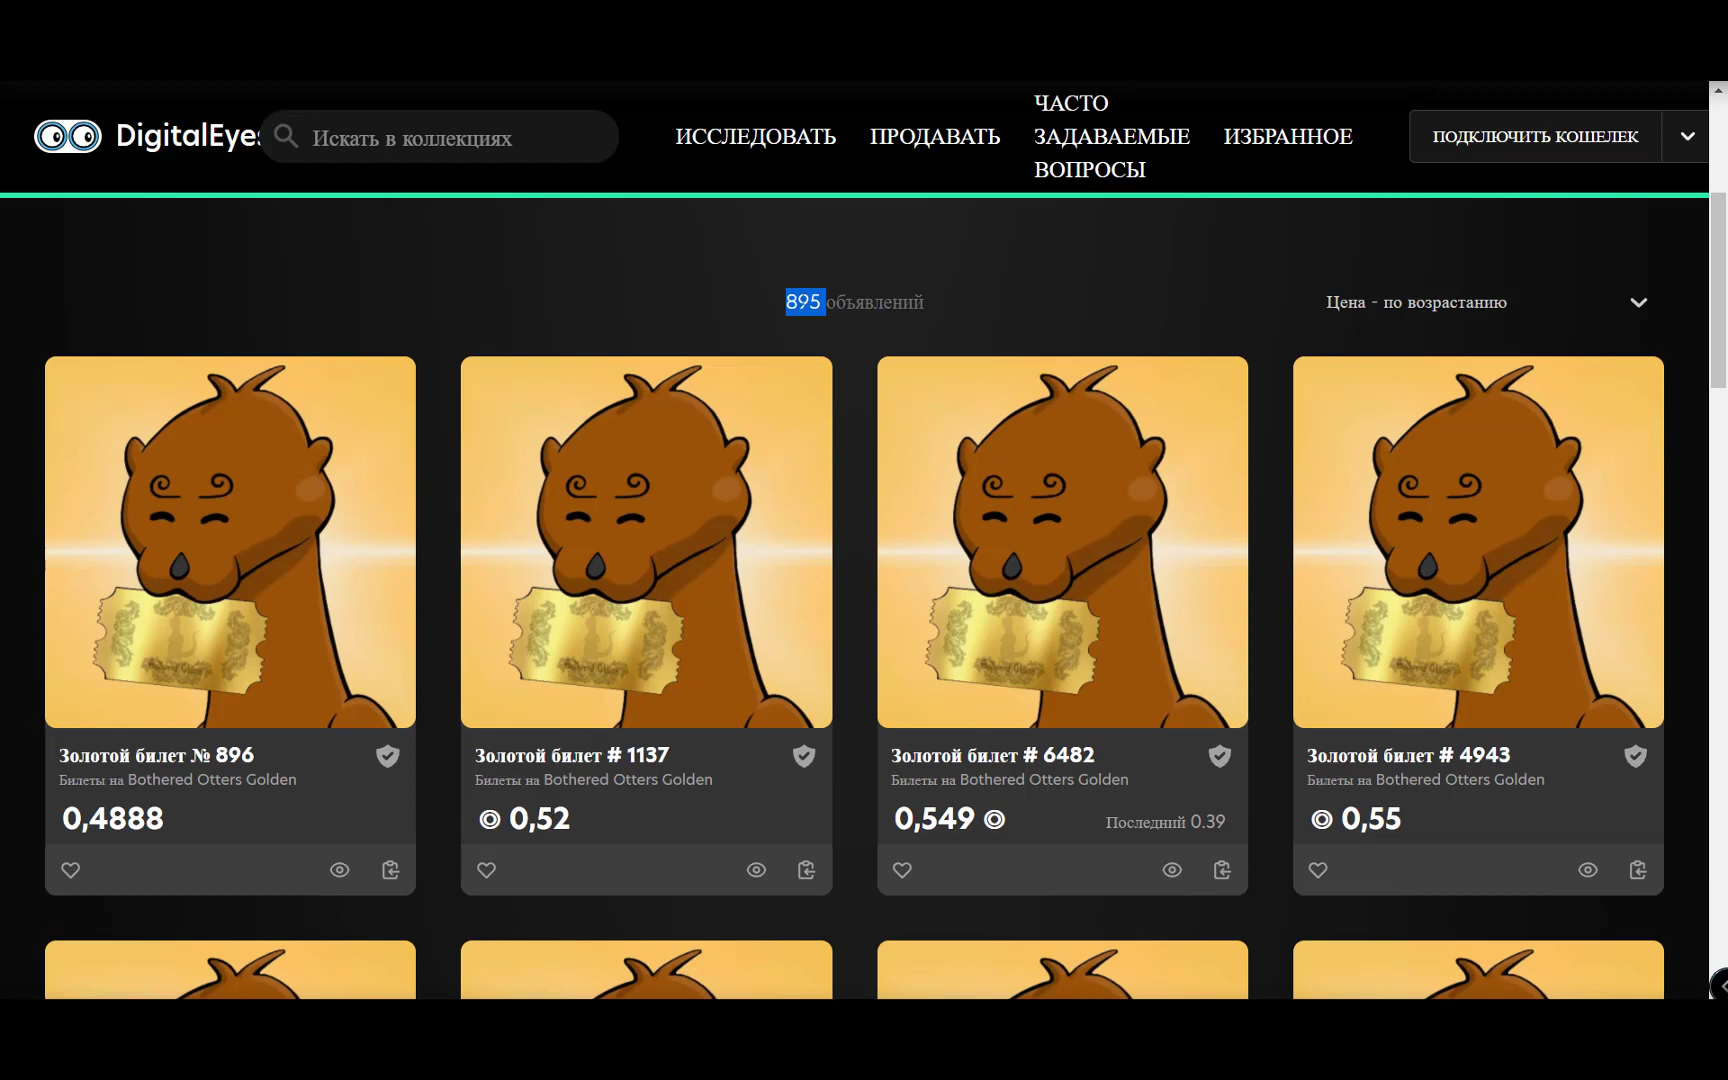 DigitalEyes
Искать в коллекциях
ИССЛЕДОВАТЬ
ПРОДАВАТЬ
ЧАСТО
ЗАДАВАЕМЫЕ
ВОПРОСЫ
ИЗБРАННОЕ
ПОДКЛЮЧИТЬ КОШЕЛЕК
895 объявлений
Цена - по возрастанию
Золотой билет № 896
Билеты на Bothered Otters Golden
0,4888
Золотой билет # 1137
Билеты на Bothered Otters Golden
0,52
Золотой билет # 6482
Билеты на Bothered Otters Golden
0,549
Последний 0.39
Золотой билет # 4943
Билеты на Bothered Otters Golden
0,55